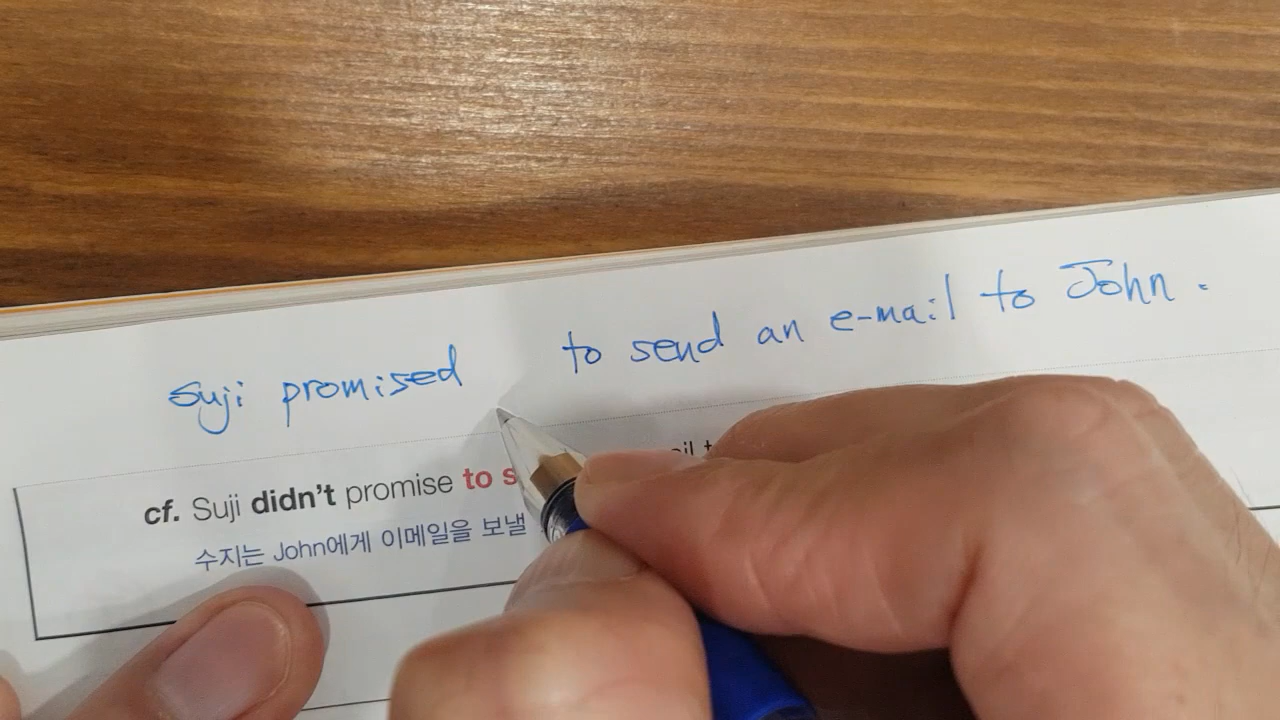 Suji promised to send an e-mail to John.
cf. Suji didn't promise to s
수지는 John에게 이메일을 보낼